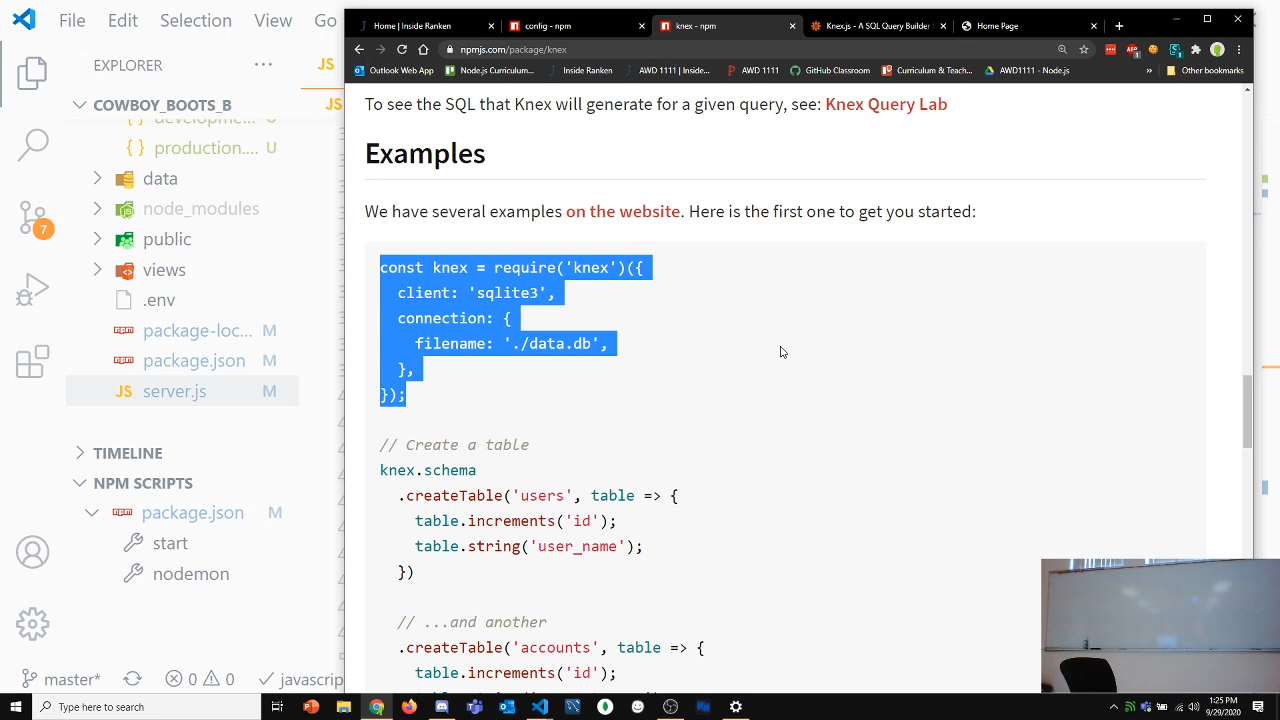 File Edit Selection View Go
Home | Inside Ranken
config - npm
knex - npm
Knex.js - A SQL Query Builder
Home Page
npmjs.com/package/knex
Outlook Web App
Node.js Curriculum...
Inside Ranken
AWD 1111 | Inside...
AWD 1111
GitHub Classroom
Curriculum & Teach...
AWD1111 - Node.js
»
Other bookmarks
EXPLORER
COWBOY_BOOTS_B
{ } developme... U
{ } production.... U
data
node_modules
public
views
.env
package-loc... M
package.json M
JS server.js M
TIMELINE
NPM SCRIPTS
package.json M
start
nodemon
7
JS
JS
To see the SQL that Knex will generate for a given query, see: Knex Query Lab
Examples
We have several examples on the website. Here is the first one to get you started:
const knex = require('knex')({
client: 'sqlite3',
connection: {
filename: './data.db',
},
});
// Create a table
knex.schema
.createTable('users', table => {
table.increments('id');
table.string('user_name');
})
// ...and another
.createTable('accounts', table => {
table.increments('id');
master* 0 0 javascrip
Type here to search
1:25 PM
9/29/2020